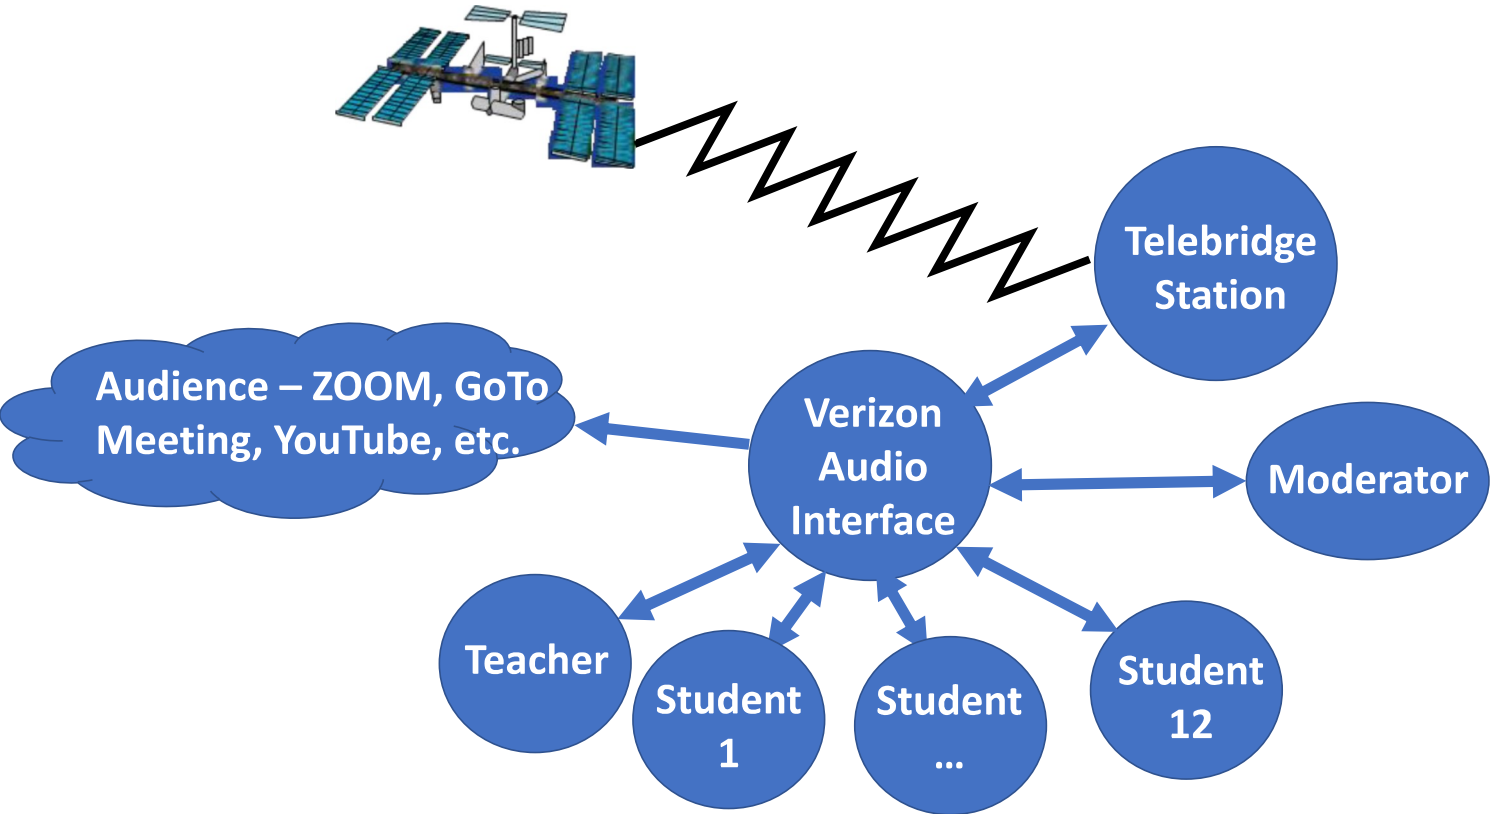 Telebridge
Station
Audience – ZOOM, GoTo
Meeting, YouTube, etc.
Verizon
Audio
Interface
Moderator
Teacher
Student
1
Student
...
Student
12